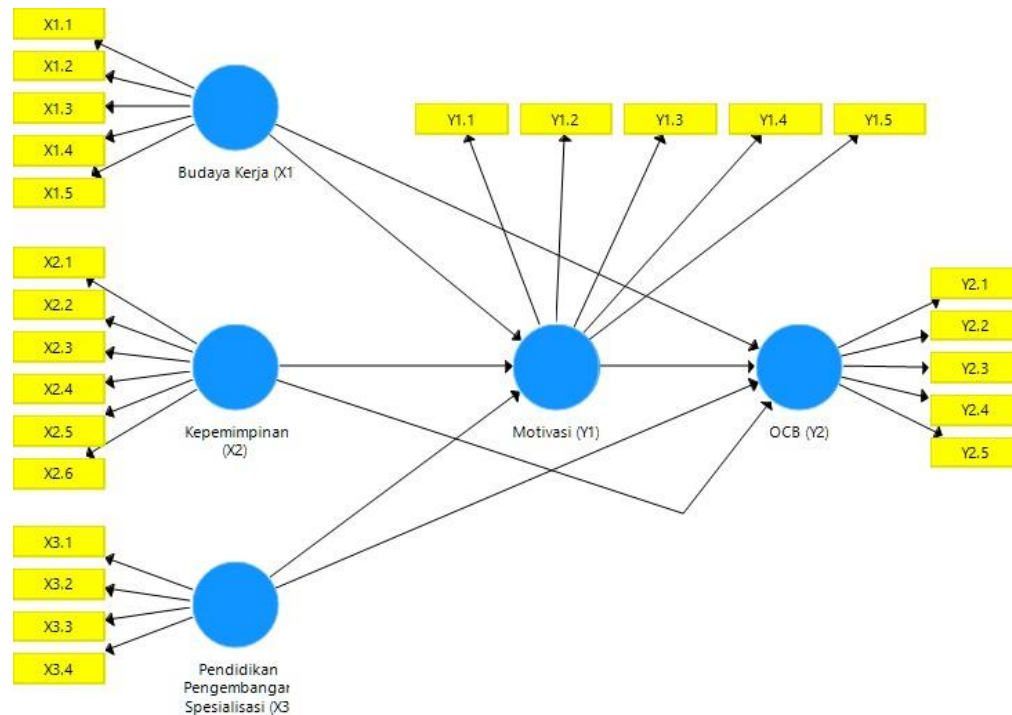 X1.1
X1.2
X1.3
X1.4
X1.5
Budaya Kerja (X1
Y1.1
Y1.2
Y1.3
Y1.4
Y1.5
X2.1
X2.2
X2.3
X2.4
X2.5
X2.6
Kepemimpinan
(X2)
Motivasi (Y1)
OCB (Y2)
Y2.1
Y2.2
Y2.3
Y2.4
Y2.5
X3.1
X3.2
X3.3
X3.4
Pendidikan
Pengembangar
Spesialisasi (X3